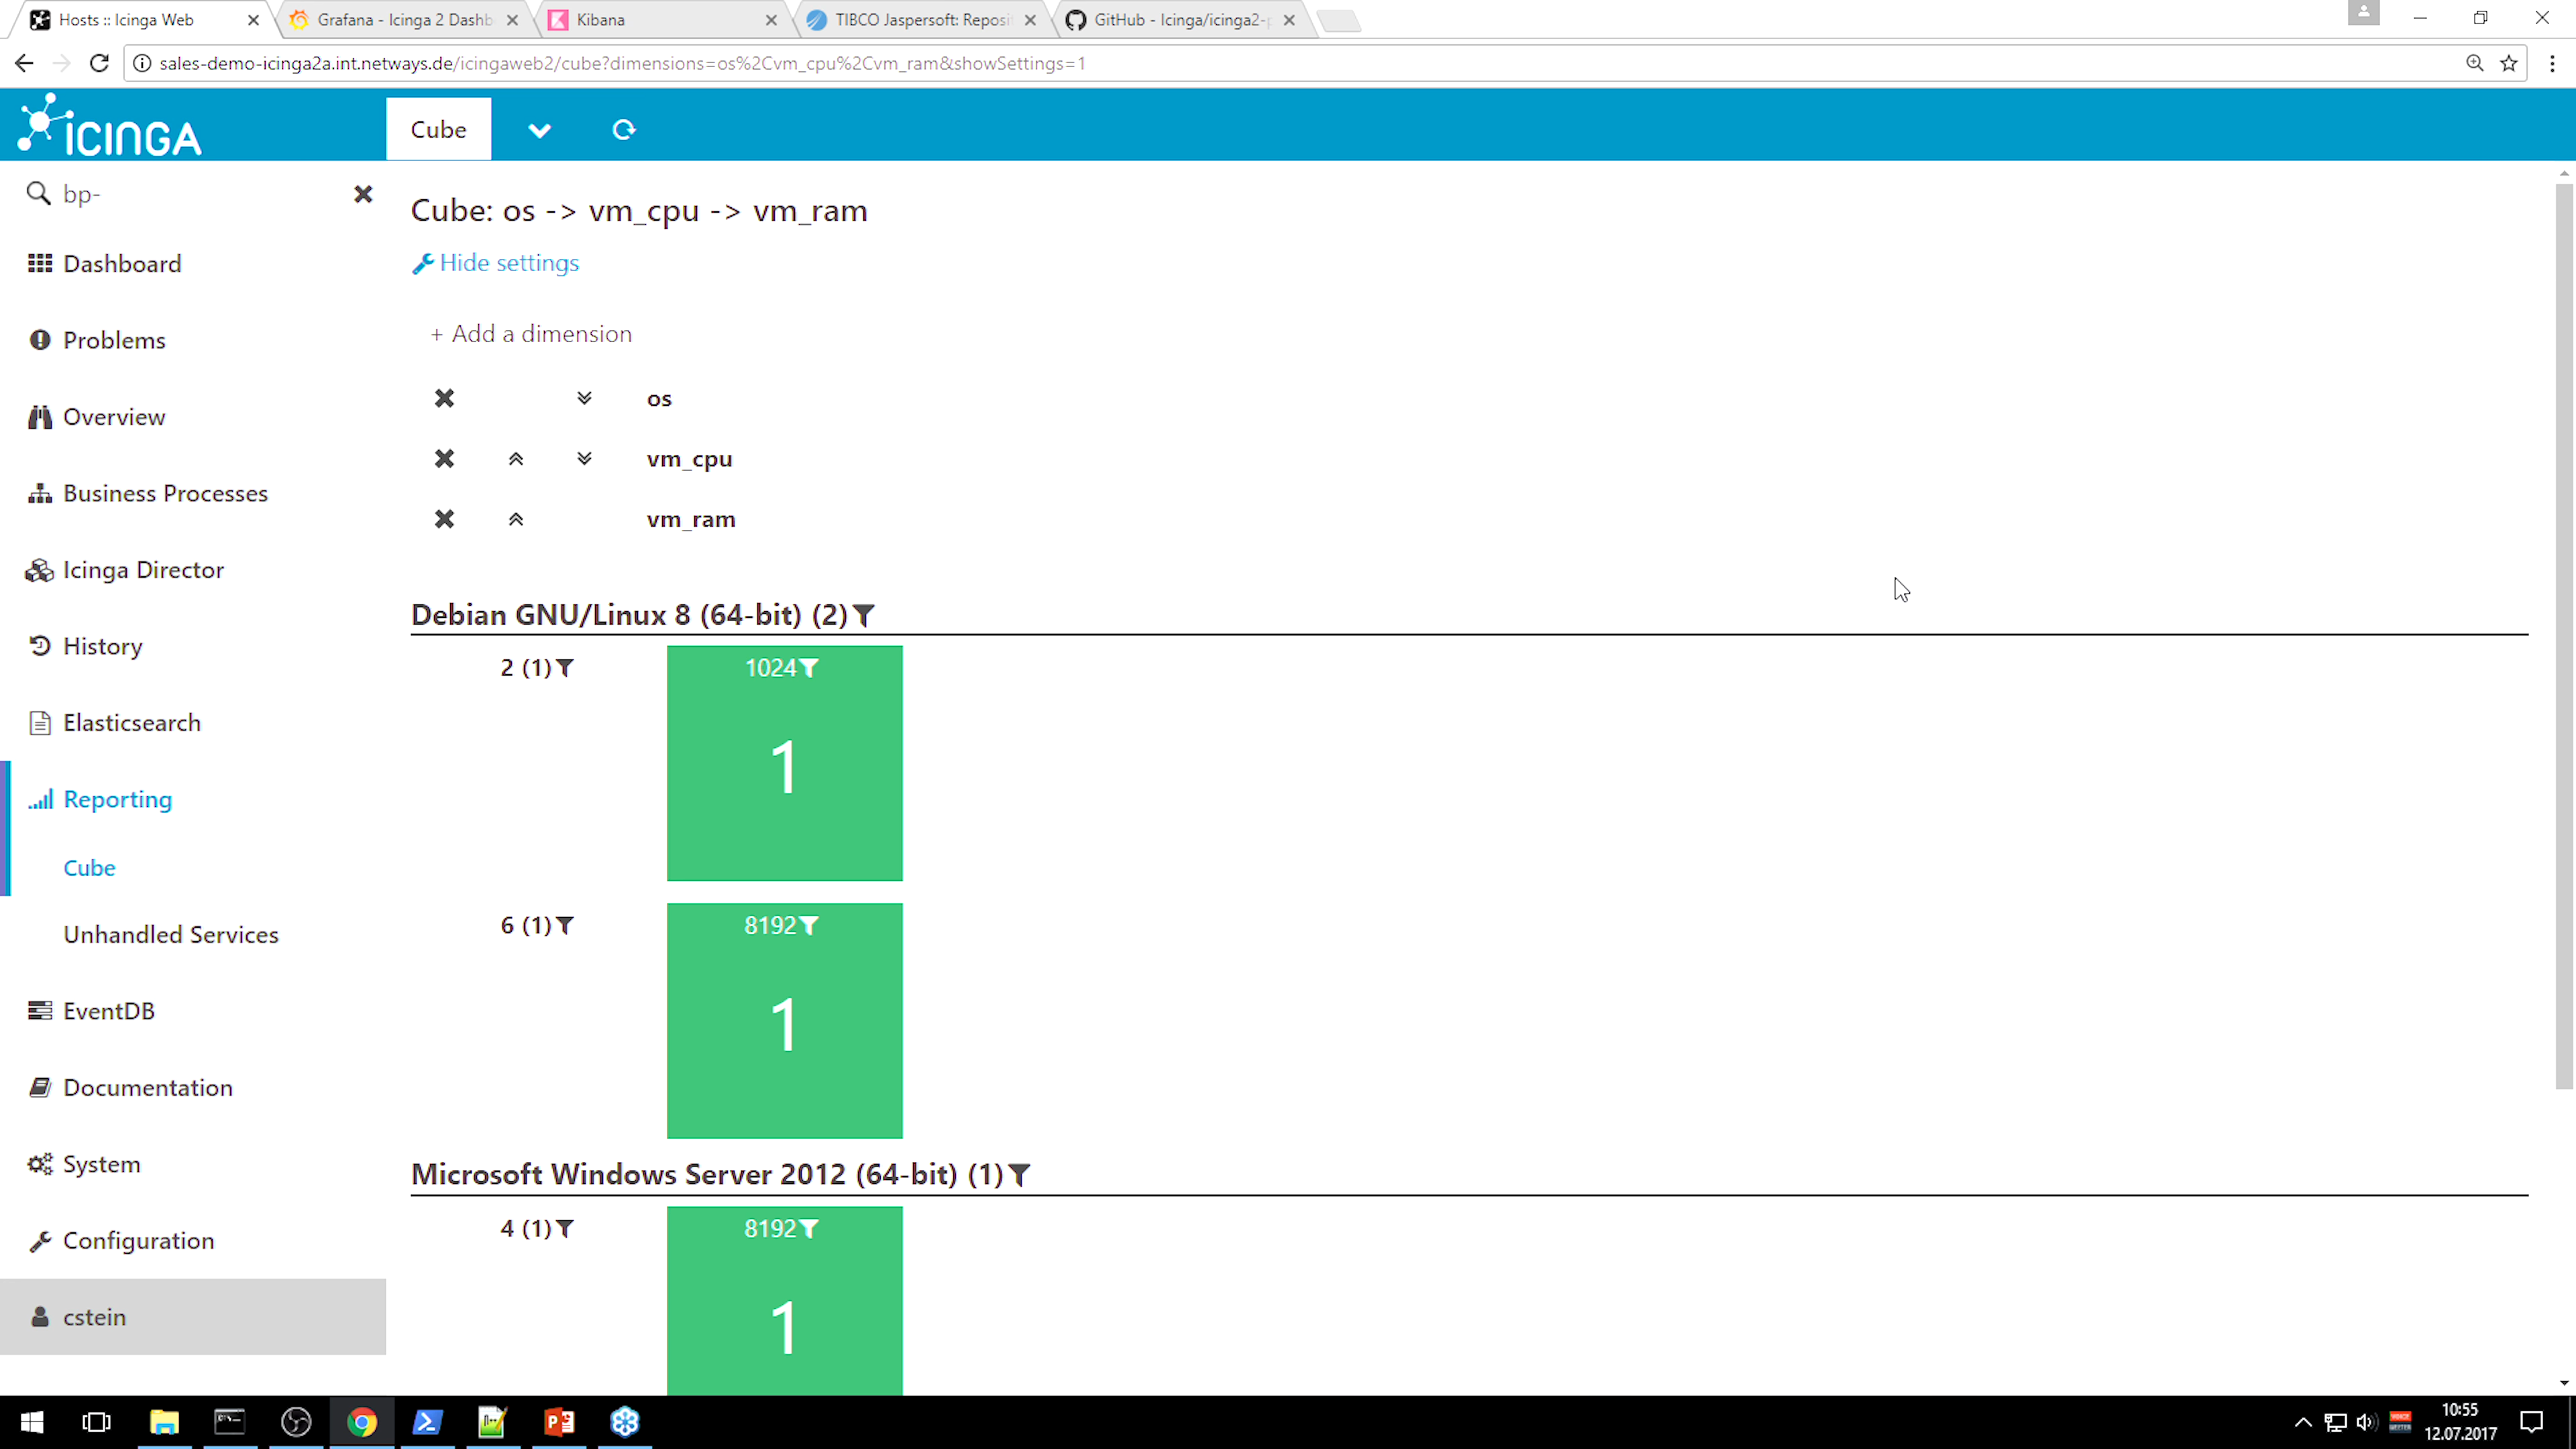 Hosts :: Icinga Web
Grafana - Icinga 2 Dashb
Kibana
TIBCO Jaspersoft: Reposi
GitHub - Icinga/icinga2-p
sales-demo-icinga2a.int.netways.de/icingaweb2/cube?dimensions=os%2Cvm_cpu%2Cvm_ram&showSettings=1
ICINGA
Cube
bp-
Dashboard
Problems
Overview
Business Processes
Icinga Director
History
Elasticsearch
Reporting
Cube
Unhandled Services
EventDB
Documentation
System
Configuration
cstein
Cube: os -> vm_cpu -> vm_ram
Hide settings
+ Add a dimension
os
vm_cpu
vm_ram
Debian GNU/Linux 8 (64-bit) (2)
2 (1)
1024
1
6 (1)
8192
1
Microsoft Windows Server 2012 (64-bit) (1)
4 (1)
8192
1
10:55
12.07.2017